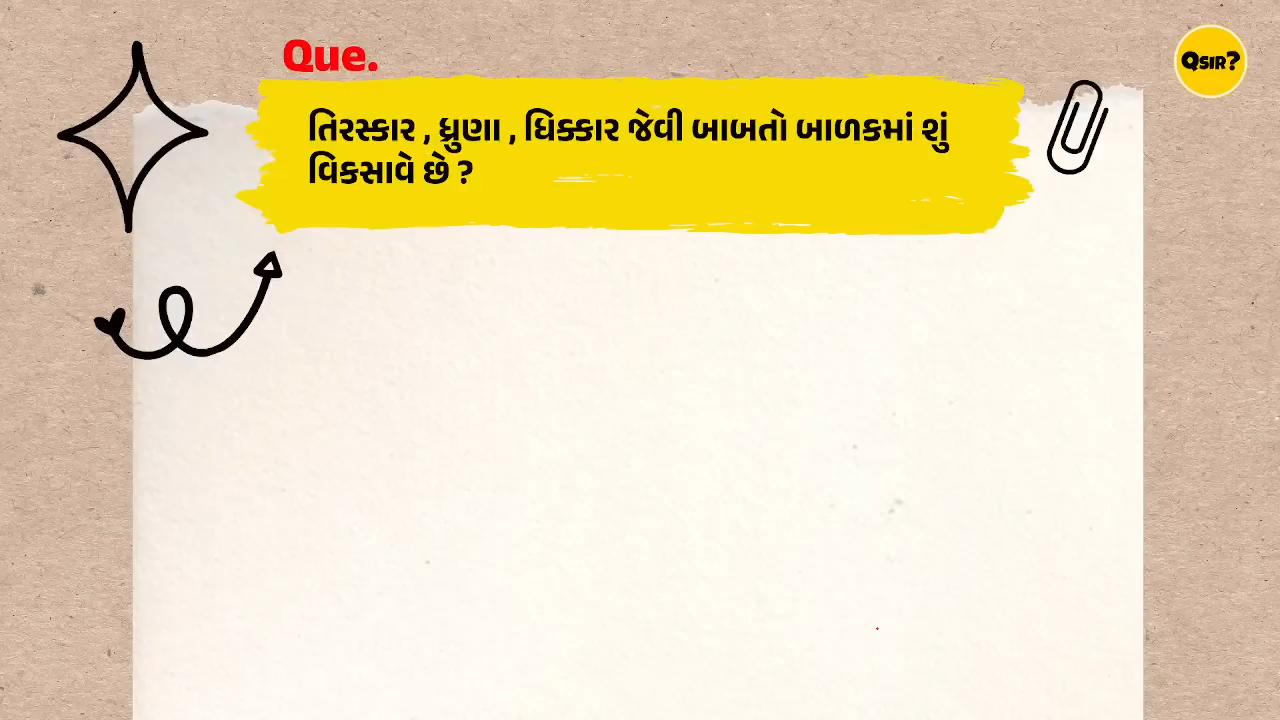 Que.
QSIR?
તિરસ્કાર , ધ્રુણા , ધિક્કાર જેવી બાબતો બાળકમાં શું
વિકસાવે છે ?